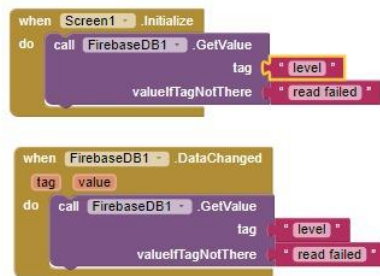 when Screen1 .Initialize
do call FirebaseDB1 .GetValue
tag " level "
valueIfTagNotThere " read failed "
when FirebaseDB1 .DataChanged
tag value
do call FirebaseDB1 .GetValue
tag " level "
valueIfTagNotThere " read failed "